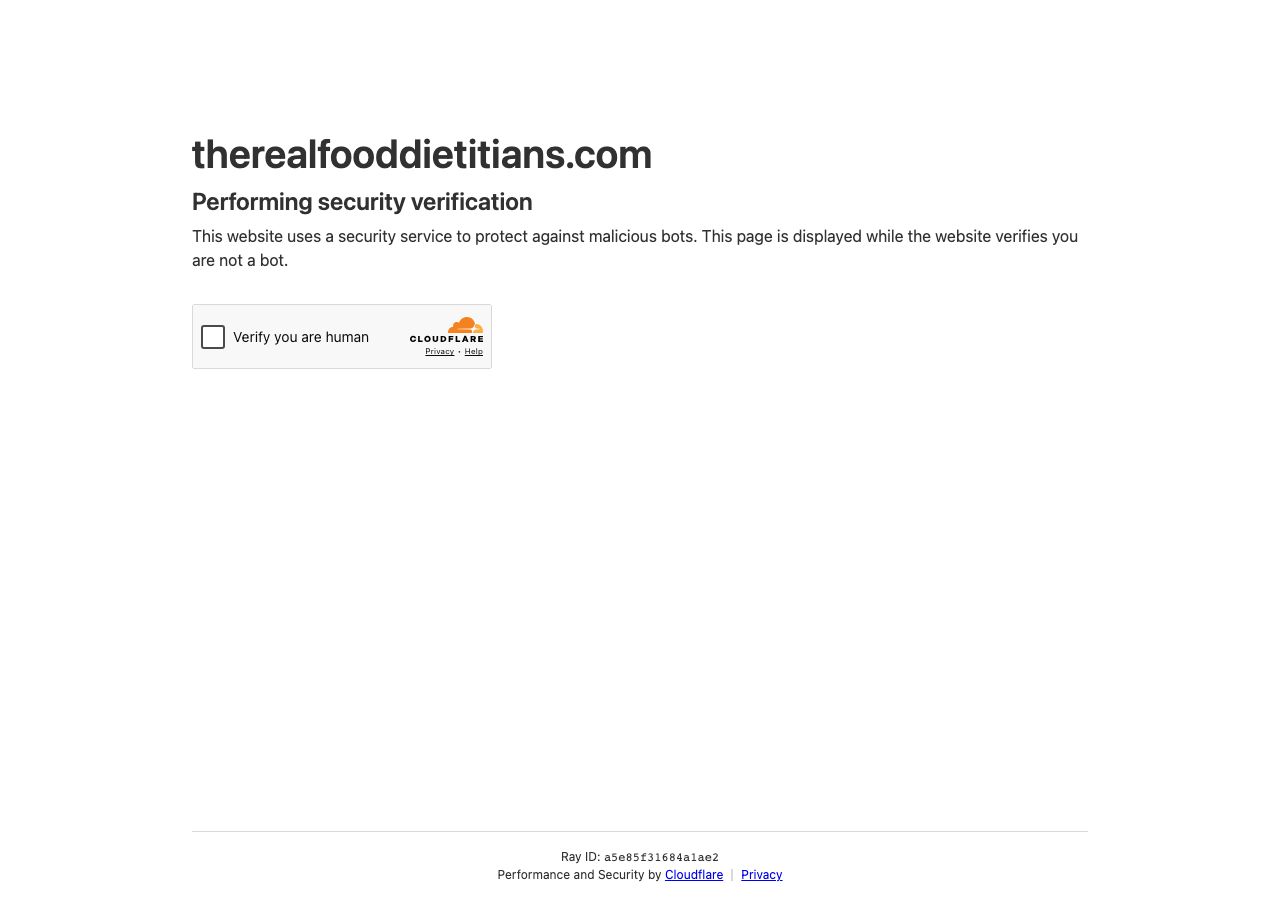 therealfooddietitians.com
Performing security verification
This website uses a security service to protect against malicious bots. This page is displayed while the website verifies you
are not a bot.
Verify you are human
CLOUDFLARE
Privacy • Help
Ray ID: a5e85f31684a1ae2
Performance and Security by Cloudflare | Privacy